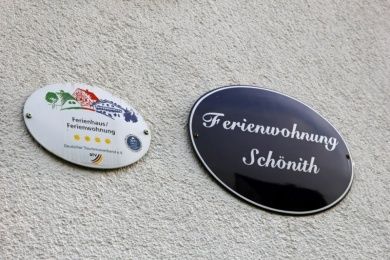 Ferienhaus/
Ferienwohnung
Deutscher Tourismusverband e.V.
Ferienwohnung
Schönith